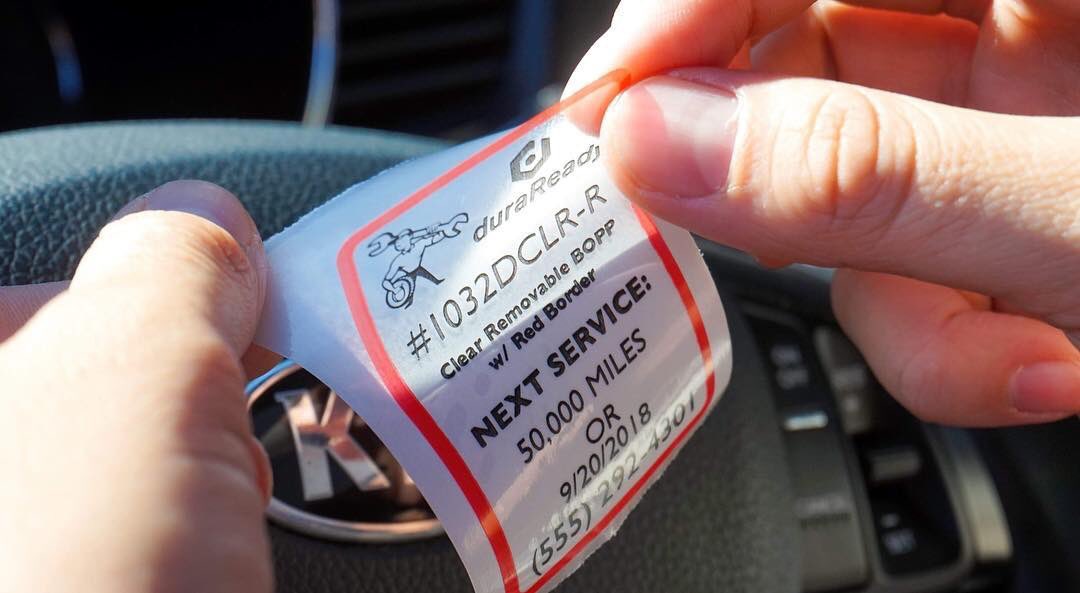 duraReady
#1032DCLR-R
Clear Removable BOPP
w/ Red Border
NEXT SERVICE:
50,000 MILES
OR
9/20/2018
(555) 292-4301
K